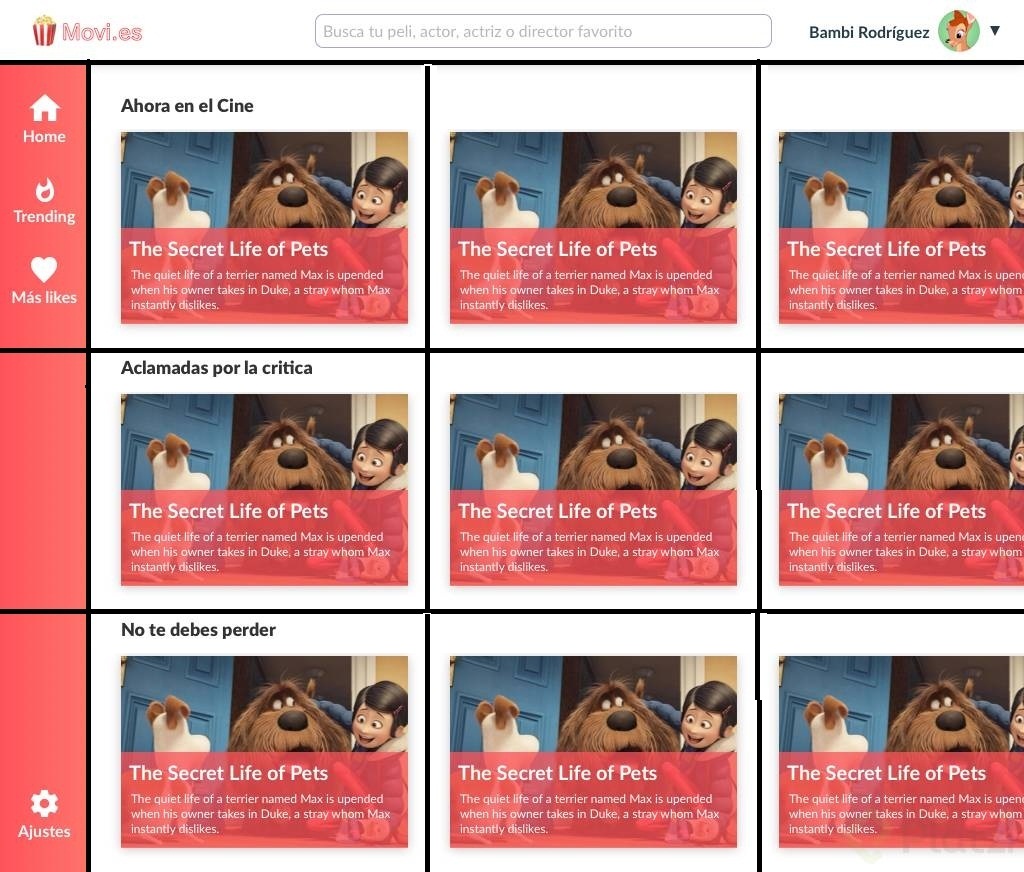 Movi.es
Busca tu peli, actor, actriz o director favorito
Bambi Rodríguez
Home
Trending
Más likes
Ajustes
Ahora en el Cine
The Secret Life of Pets
The quiet life of a terrier named Max is upended
when his owner takes in Duke, a stray whom Max
instantly dislikes.
The Secret Life of Pets
The quiet life of a terrier named Max is upended
when his owner takes in Duke, a stray whom Max
instantly dislikes.
The Secret Life of Pets
The quiet life of a terrier named Max is
when his owner takes in Duke, a stray whom
instantly dislikes.
Aclamadas por la critica
The Secret Life of Pets
The quiet life of a terrier named Max is upended
when his owner takes in Duke, a stray whom Max
instantly dislikes.
The Secret Life of Pets
The quiet life of a terrier named Max is upended
when his owner takes in Duke, a stray whom Max
instantly dislikes.
The Secret Life of Pets
The quiet life of a terrier named Max is
when his owner takes in Duke, a stray whom
instantly dislikes.
No te debes perder
The Secret Life of Pets
The quiet life of a terrier named Max is upended
when his owner takes in Duke, a stray whom Max
instantly dislikes.
The Secret Life of Pets
The quiet life of a terrier named Max is upended
when his owner takes in Duke, a stray whom Max
instantly dislikes.
The Secret Life of Pets
The quiet life of a terrier named Max is
when his owner takes in Duke, a stray whom
instantly dislikes.